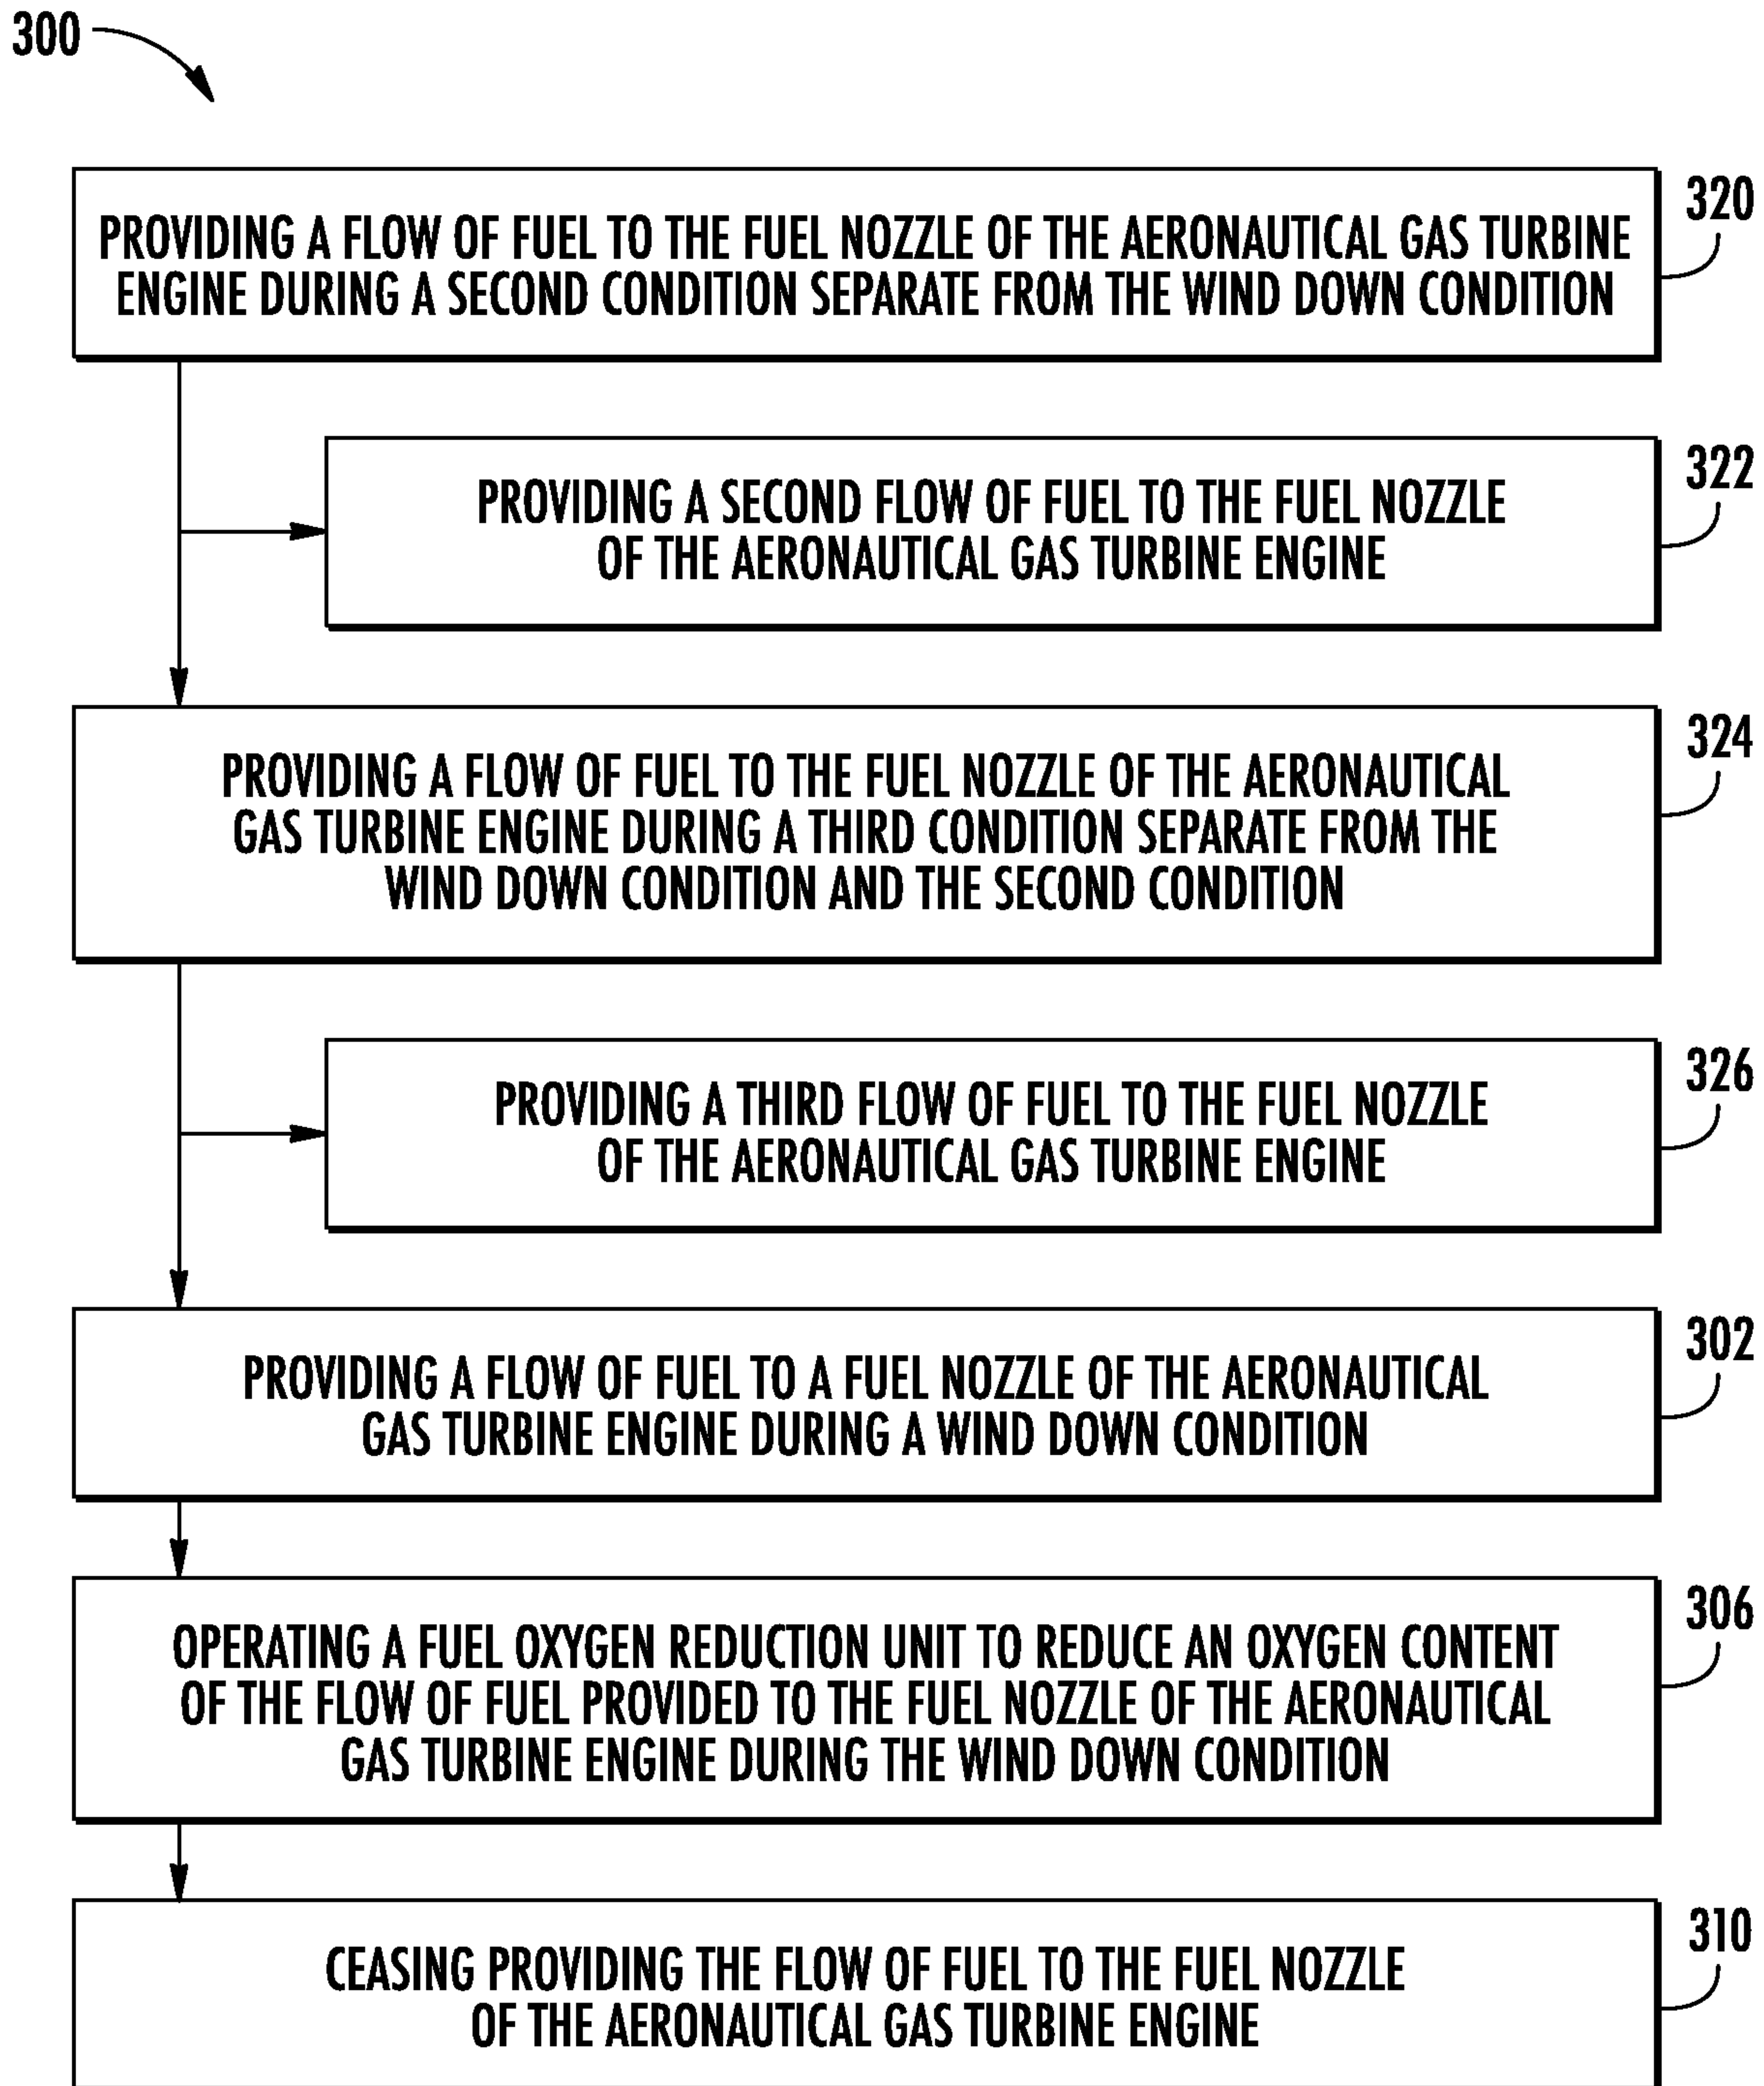 300
320
PROVIDING A FLOW OF FUEL TO THE FUEL NOZZLE OF THE AERONAUTICAL GAS TURBINE
ENGINE DURING A SECOND CONDITION SEPARATE FROM THE WIND DOWN CONDITION
322
PROVIDING A SECOND FLOW OF FUEL TO THE FUEL NOZZLE
OF THE AERONAUTICAL GAS TURBINE ENGINE
324
PROVIDING A FLOW OF FUEL TO THE FUEL NOZZLE OF THE AERONAUTICAL
GAS TURBINE ENGINE DURING A THIRD CONDITION SEPARATE FROM THE
WIND DOWN CONDITION AND THE SECOND CONDITION
326
PROVIDING A THIRD FLOW OF FUEL TO THE FUEL NOZZLE
OF THE AERONAUTICAL GAS TURBINE ENGINE
302
PROVIDING A FLOW OF FUEL TO A FUEL NOZZLE OF THE AERONAUTICAL
GAS TURBINE ENGINE DURING A WIND DOWN CONDITION
306
OPERATING A FUEL OXYGEN REDUCTION UNIT TO REDUCE AN OXYGEN CONTENT
OF THE FLOW OF FUEL PROVIDED TO THE FUEL NOZZLE OF THE AERONAUTICAL
GAS TURBINE ENGINE DURING THE WIND DOWN CONDITION
310
CEASING PROVIDING THE FLOW OF FUEL TO THE FUEL NOZZLE
OF THE AERONAUTICAL GAS TURBINE ENGINE